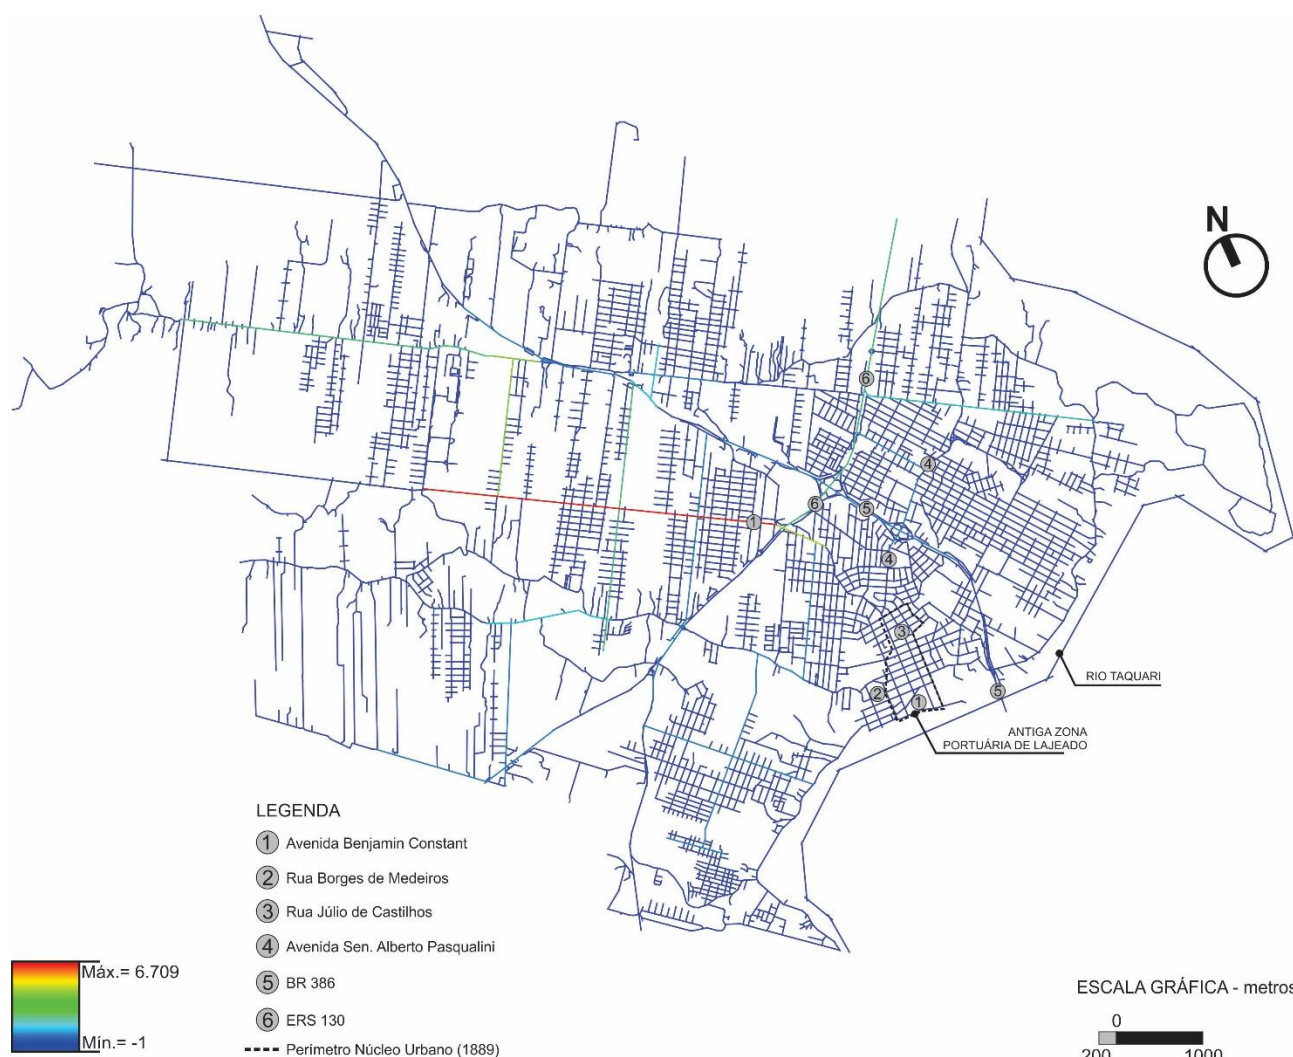 N
6
4
1
6
5
4
3
RIO TAQUARI
2
1
5
ANTIGA ZONA
PORTUÁRIA DE LAJEADO
LEGENDA
1 Avenida Benjamin Constant
2 Rua Borges de Medeiros
3 Rua Júlio de Castilhos
4 Avenida Sen. Alberto Pasqualini
5 BR 386
6 ERS 130
Perímetro Núcleo Urbano (1889)
Máx.= 6.709
Mín.= -1
ESCALA GRÁFICA - metros
0
200 1000